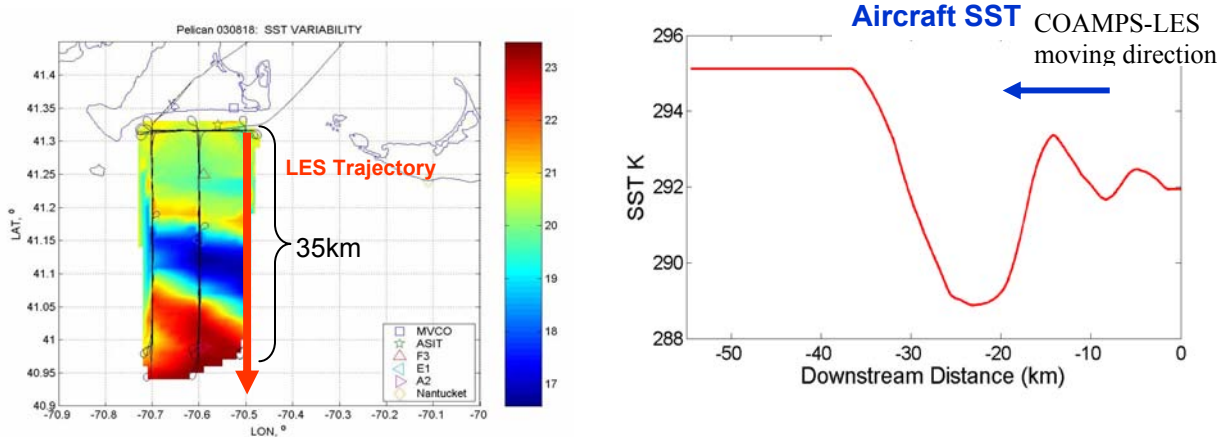 Pelican 030818: SST VARIABILITY
LAT, °
41.4
41.35
41.3
41.25
41.2
41.15
41.1
41.05
41
40.95
40.9
-70.9 -70.8 -70.7 -70.6 -70.5 -70.4 -70.3 -70.2 -70.1 -70
LON, °
LES Trajectory
35km
MVCO
ASIT
F3
E1
A2
Nantucket
23
22
21
20
19
18
17
Aircraft SST
COAMPS-LES
moving direction
SST K
296
294
292
290
288
-50 -40 -30 -20 -10 0
Downstream Distance (km)